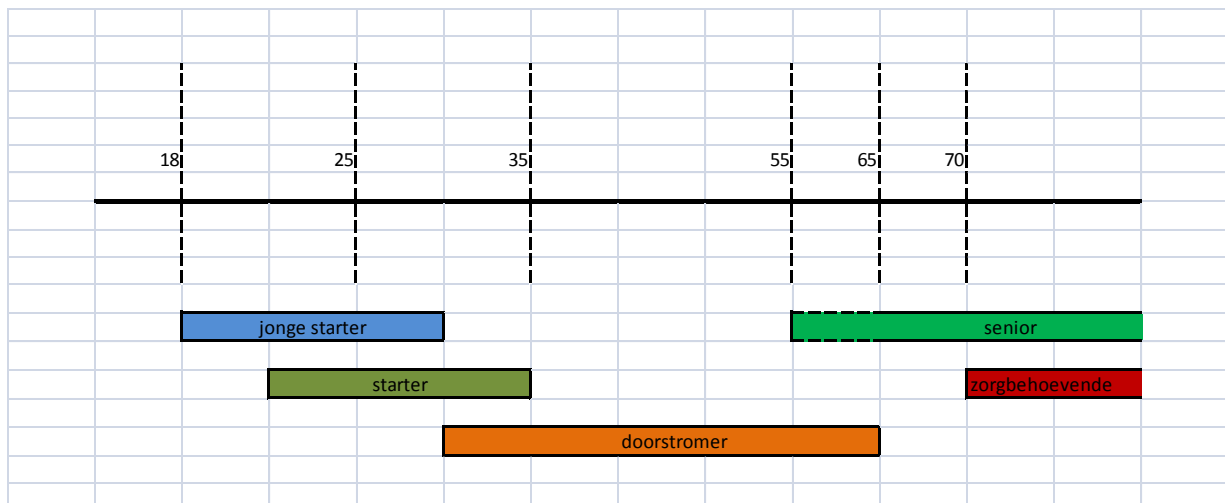 18
25
35
55
65
70
jonge starter
senior
starter
zorgbehoevende
doorstromer